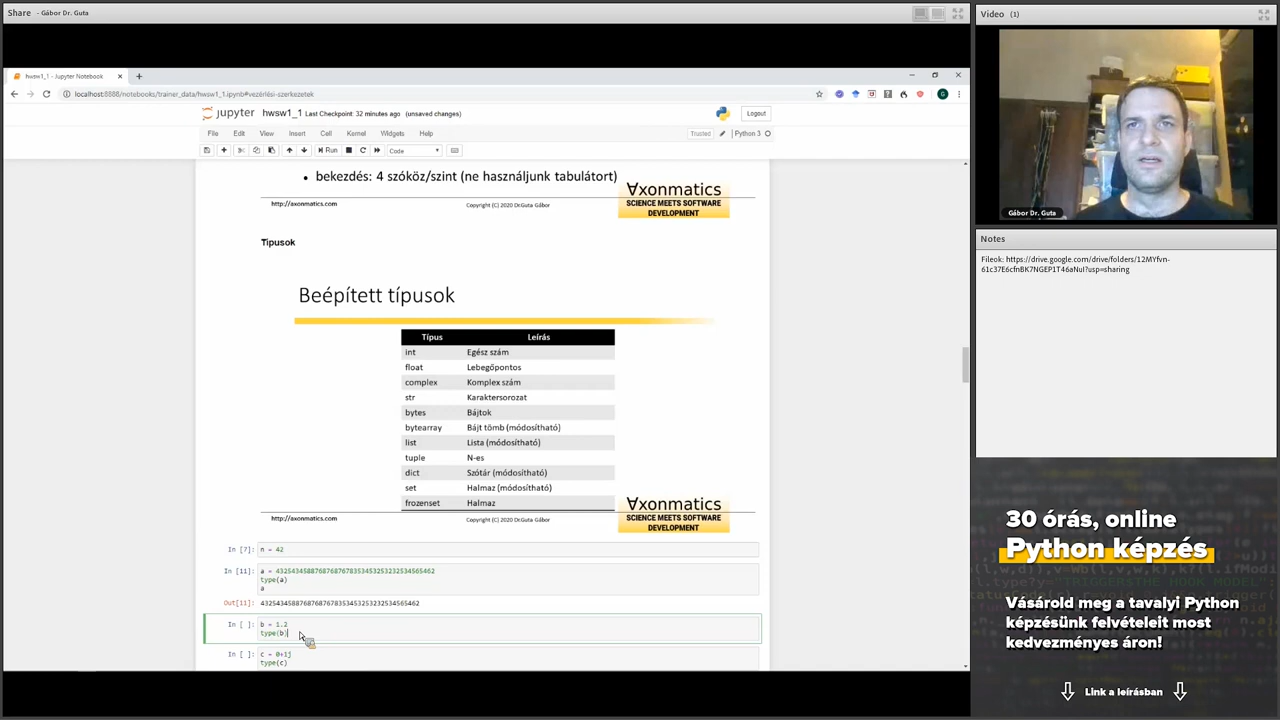 Share - Gábor Dr. Guta
hwsw1_1 - Jupyter Notebook
localhost:8888/notebooks/trainer_data/hwsw1_1.ipynb#vezérlési-szerkezetek
jupyter hwsw1_1 Last Checkpoint: 32 minutes ago (unsaved changes)
Logout
File Edit View Insert Cell Kernel Widgets Help
Trusted Python 3
Run Code
• bekezdés: 4 szóköz/szint (ne használjunk tabulátort)
∀xonmatics
SCIENCE MEETS SOFTWARE
DEVELOPMENT
http://axonmatics.com Copyright (C) 2020 Dr.Guta Gábor
Típusok
Beépített típusok
Típus Leírás
int Egész szám
float Lebegőpontos
complex Komplex szám
str Karaktersorozat
bytes Bájtok
bytearray Bájt tömb (módosítható)
list Lista (módosítható)
tuple N-es
dict Szótár (módosítható)
set Halmaz (módosítható)
frozenset Halmaz
∀xonmatics
SCIENCE MEETS SOFTWARE
DEVELOPMENT
http://axonmatics.com Copyright (C) 2020 Dr.Guta Gábor
In [7]: n = 42
In [11]:
type(a)
a
Out[11]:
In [ ]: b = 1.2
type(b)
In [ ]: c = 0+1j
type(c)
Video (1)
Gábor Dr. Guta
Notes
Fileok: https://drive.google.com/drive/folders/12MYfvn-
61c37E6cfnBK7NGEP1T46aNuI?usp=sharing
30 órás, online
Python képzés
Vásárold meg a tavalyi Python
képzésünk felvételeit most
kedvezményes áron!
Link a leírásban